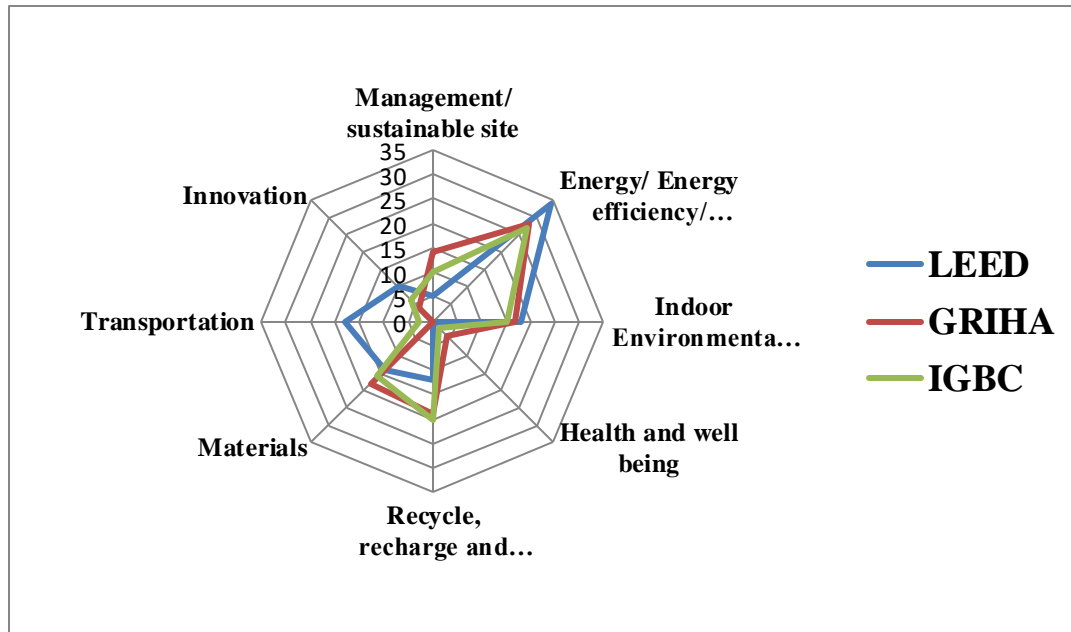 Management/
sustainable site
35
30
25
20
15
10
5
0
Energy/ Energy
efficiency/…
Indoor
Environmenta…
Health and well
being
Recycle,
recharge and…
Materials
Transportation
Innovation
LEED
GRIHA
IGBC